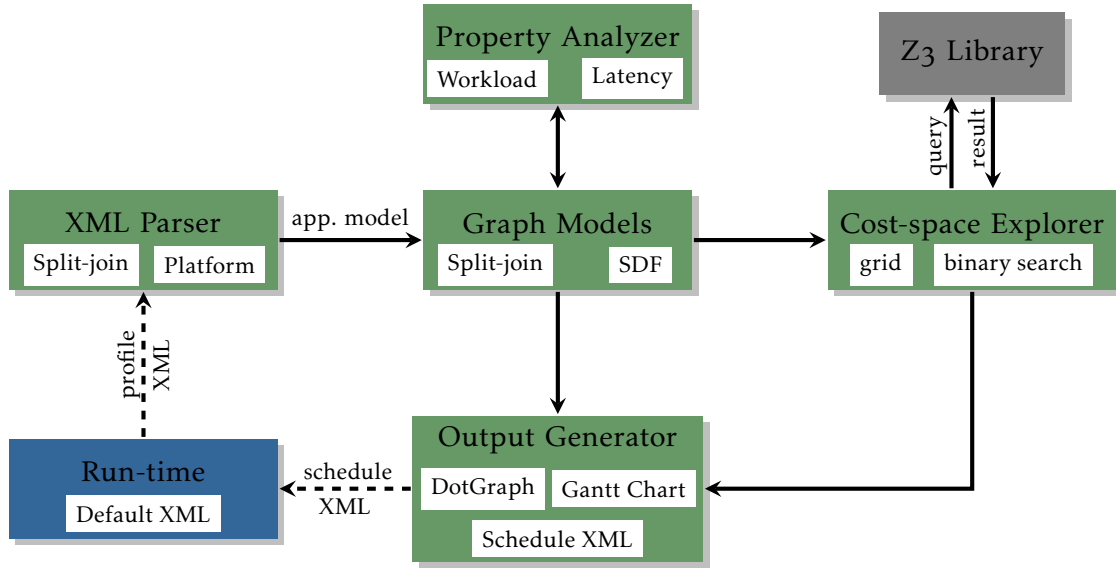 Property Analyzer
Workload
Latency
Z3 Library
query
result
XML Parser
Split-join
Platform
app. model
Graph Models
Split-join
SDF
Cost-space Explorer
grid
binary search
profile
XML
Output Generator
DotGraph
Gantt Chart
Schedule XML
schedule
XML
Run-time
Default XML